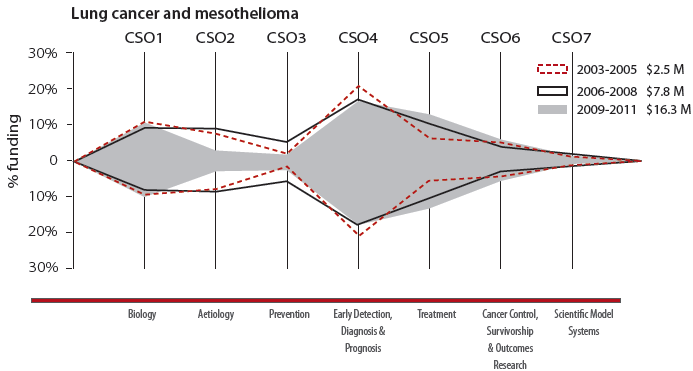 Lung cancer and mesothelioma
CSO1 CSO2 CSO3 CSO4 CSO5 CSO6 CSO7
30%
20%
10%
0
10%
20%
30%
% funding
2003-2005 $2.5 M
2006-2008 $7.8 M
2009-2011 $16.3 M
Biology Aetiology Prevention Early Detection, Treatment Cancer Control, Scientific Model
Diagnosis & Survivorship Systems
Prognosis & Outcomes
Research